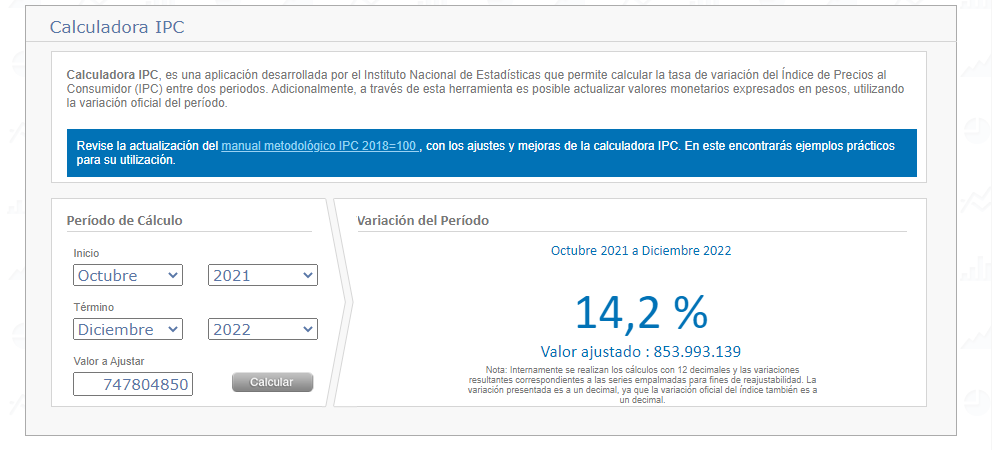 Calculadora IPC
Calculadora IPC, es una aplicación desarrollada por el Instituto Nacional de Estadísticas que permite calcular la tasa de variación del Índice de Precios al
Consumidor (IPC) entre dos periodos. Adicionalmente, a través de esta herramienta es posible actualizar valores monetarios expresados en pesos, utilizando
la variación oficial del período.
Revise la actualización del manual metodológico IPC 2018=100 , con los ajustes y mejoras de la calculadora IPC. En este encontrarás ejemplos prácticos
para su utilización.
Período de Cálculo
Inicio
Octubre 2021
Término
Diciembre 2022
Valor a Ajustar
747804850 Calcular
Variación del Período
Octubre 2021 a Diciembre 2022
14,2 %
Valor ajustado : 853.993.139
Nota: Internamente se realizan los cálculos con 12 decimales y las variaciones
resultantes correspondientes a las series empalmadas para fines de reajustabilidad. La
variación presentada es a un decimal, ya que la variación oficial del índice también es a
un decimal.